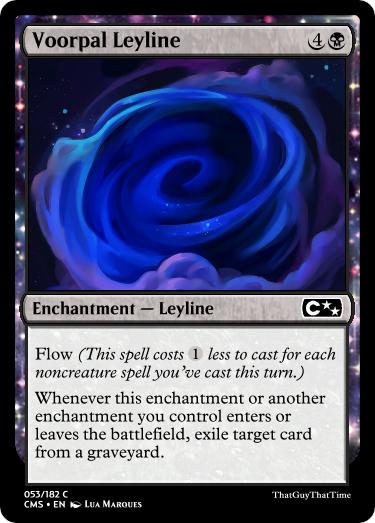 Voorpal Leyline 4
Enchantment — Leyline C
Flow (This spell costs 1 less to cast for each
noncreature spell you've cast this turn.)
Whenever this enchantment or another
enchantment you control enters or
leaves the battlefield, exile target card
from a graveyard.
053/182 C
CMS • EN Lua Marques ThatGuyThatTime